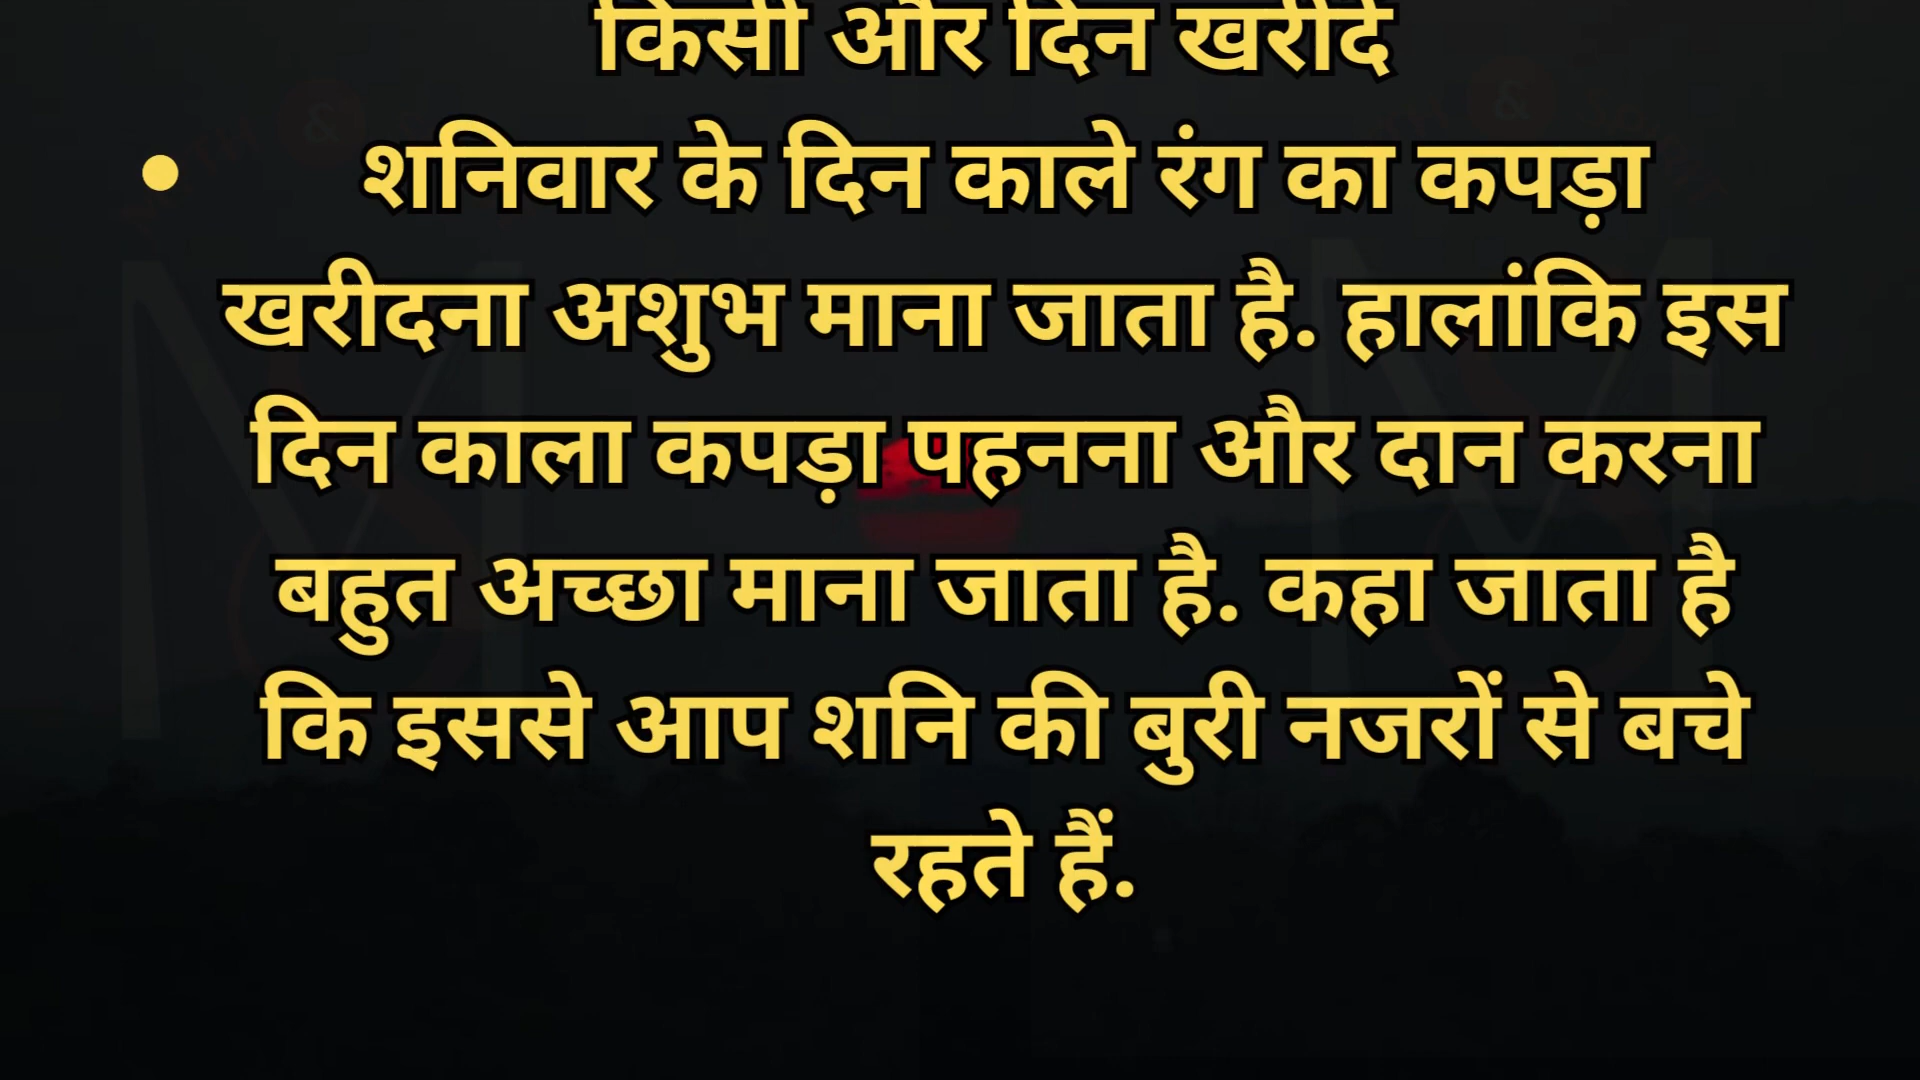 किसी और दिन खरीदे
शनिवार के दिन काले रंग का कपड़ा
खरीदना अशुभ माना जाता है. हालांकि इस
दिन काला कपड़ा पहनना और दान करना
बहुत अच्छा माना जाता है. कहा जाता है
कि इससे आप शनि की बुरी नजरों से बचे
रहते हैं.